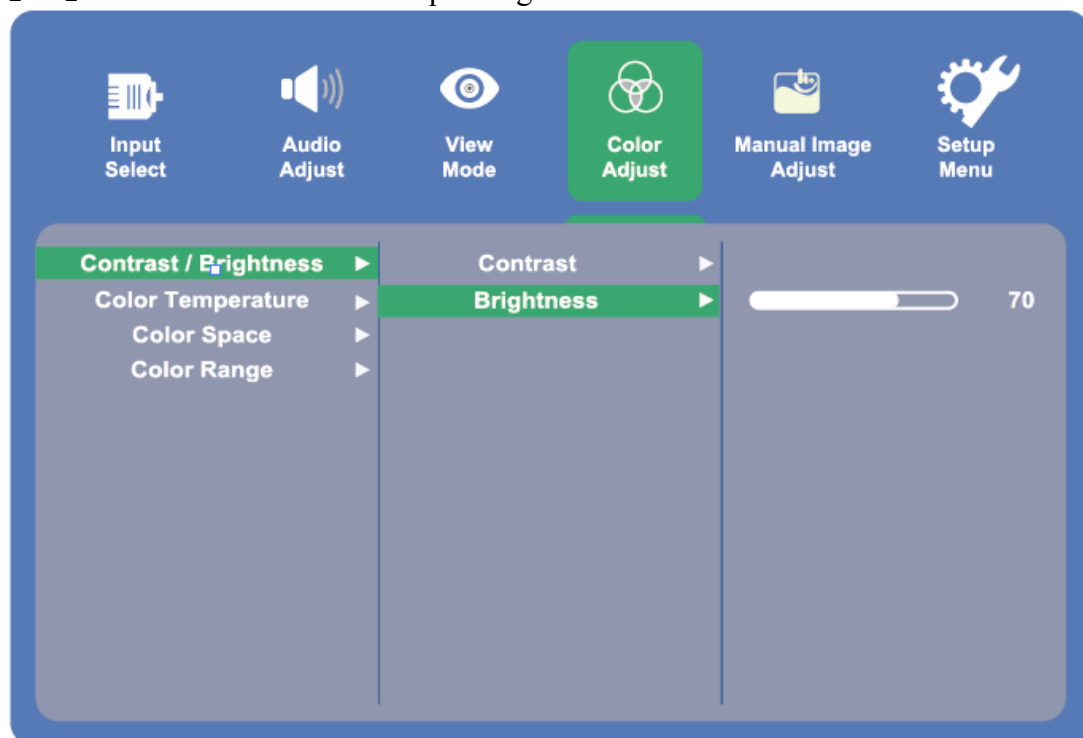 Input
Select
Audio
Adjust
View
Mode
Color
Adjust
Manual Image
Adjust
Setup
Menu
Contrast / Brightness
Color Temperature
Color Space
Color Range
Contrast
Brightness
70